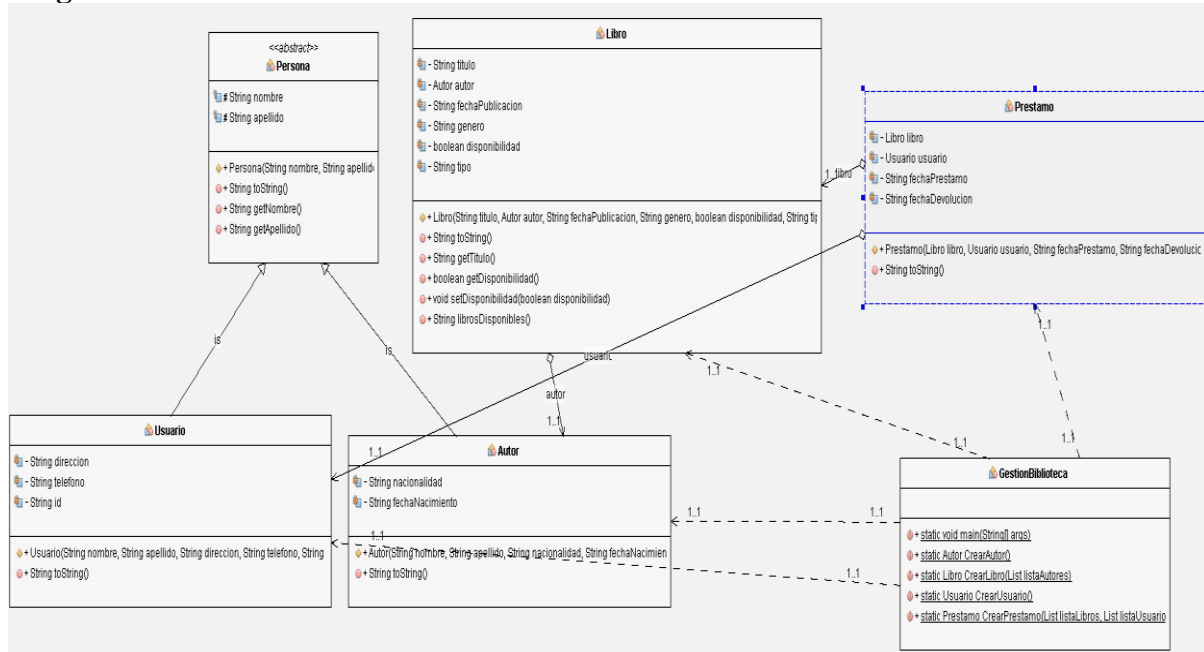 <<abstract>>
Persona
# String nombre
# String apellido
+ Persona(String nombre, String apellid
+ String toString()
+ String getNombre()
+ String getApellido()
Libro
- String titulo
- Autor autor
- String fechaPublicacion
- String genero
- boolean disponibilidad
- String tipo
+ Libro(String titulo, Autor autor, String fechaPublicacion, String genero, boolean disponibilidad, String ti
+ String toString()
+ String getTitulo()
+ boolean getDisponibilidad()
+ void setDisponibilidad(boolean disponibilidad)
+ String librosDisponibles()
Prestamo
- Libro libro
- Usuario usuario
- String fechaPrestamo
- String fechaDevolucion
+ Prestamo(Libro libro, Usuario usuario, String fechaPrestamo, String fechaDevolucic
+ String toString()
libro
is
is
usuario
autor
1..1
1..1
1..1
1..1
1..1
1..1
Usuario
- String direccion
- String telefono
- String id
+ Usuario(String nombre, String apellido, String direccion, String telefono, String
+ String toString()
1..1
Autor
- String nacionalidad
- String fechaNacimiento
+ Autor(String nombre, String apellido, String nacionalidad, String fechaNacimien
+ String toString()
1..1
1..1
1..1
1..1
GestionBiblioteca
+ static void main(String[] args)
+ static Autor CrearAutor()
+ static Libro CrearLibro(List listaAutores)
+ static Usuario CrearUsuario()
+ static Prestamo CrearPrestamo(List listaLibros, List listaUsuario